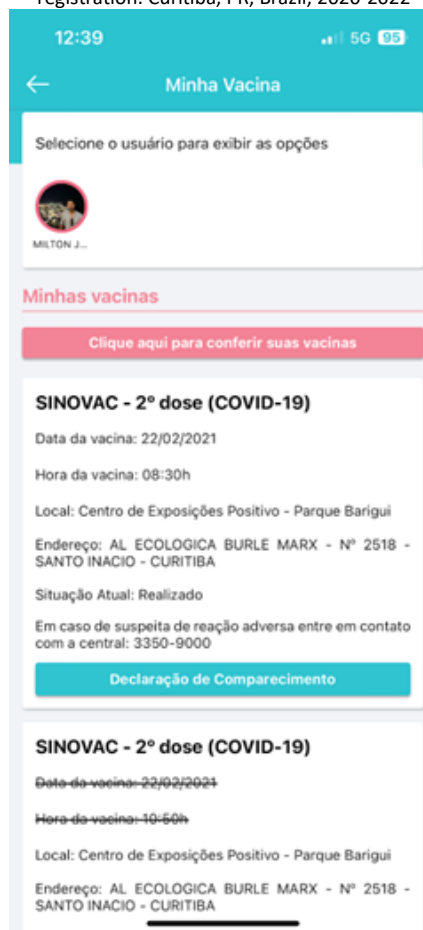 registration. Curitiba, PR, Brazil, 2020-2022
12:39
5G 95
Minha Vacina
Selecione o usuário para exibir as opções
MILTON J...
Minhas vacinas
Clique aqui para conferir suas vacinas
SINOVAC - 2º dose (COVID-19)
Data da vacina: 22/02/2021
Hora da vacina: 08:30h
Local: Centro de Exposições Positivo - Parque Barigui
Endereço: AL ECOLOGICA BURLE MARX - Nº 2518 -
SANTO INACIO - CURITIBA
Situação Atual: Realizado
Em caso de suspeita de reação adversa entre em contato
com a central: 3350-9000
Declaração de Comparecimento
SINOVAC - 2º dose (COVID-19)
Data da vacina: 22/02/2021
Hora da vacina: 10:50h
Local: Centro de Exposições Positivo - Parque Barigui
Endereço: AL ECOLOGICA BURLE MARX - Nº 2518 -
SANTO INACIO - CURITIBA